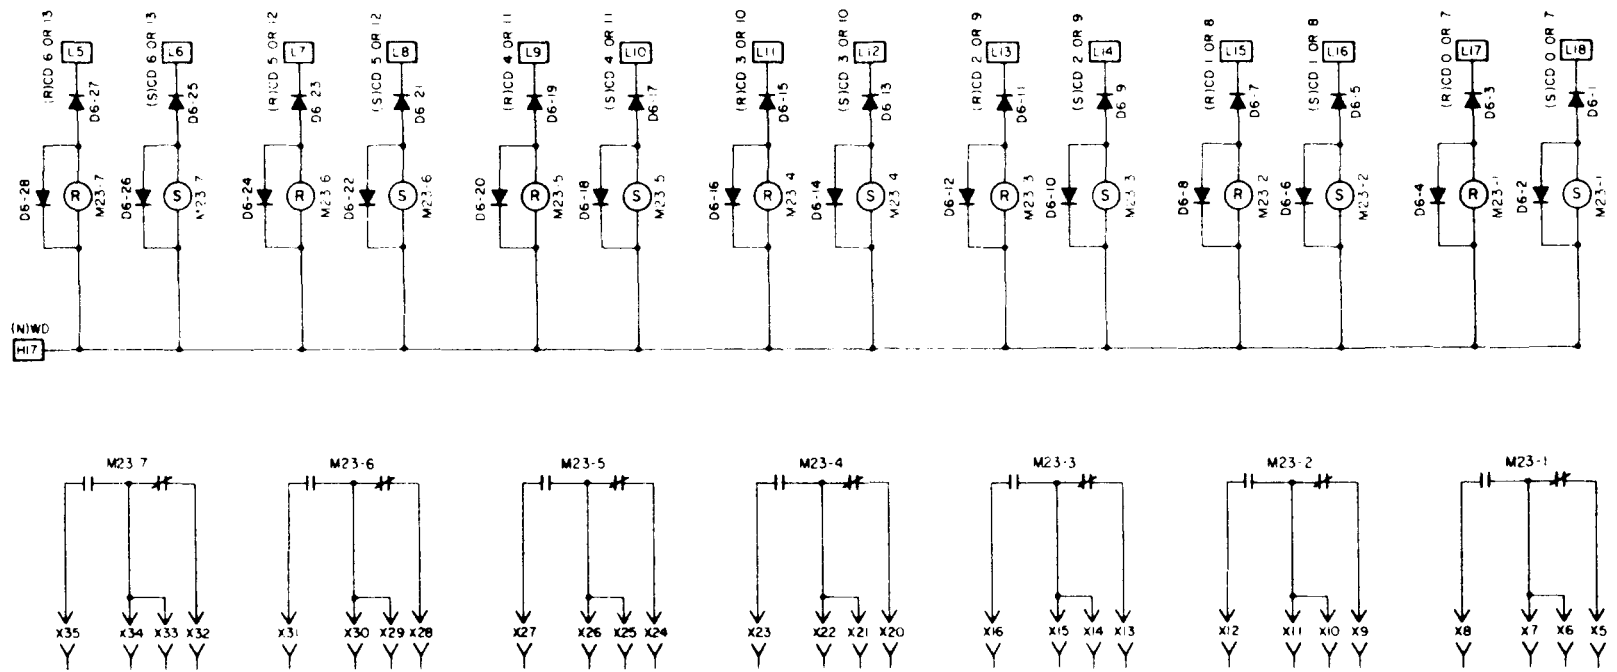 (R)CD 6 OR 13
(S)CD 6 OR 13
(R)CD 5 OR 12
(S)CD 5 OR 12
(R)CD 4 OR 11
(S)CD 4 OR 11
(R)CD 3 OR 10
(S)CD 3 OR 10
(R)CD 2 OR 9
(S)CD 2 OR 9
(R)CD 1 OR 8
(S)CD 1 OR 8
(R)CD 0 OR 7
(S)CD 0 OR 7
L5 L6 L7 L8 L9 L10 L11 L12 L13 L14 L15 L16 L17 L18
D6-27 D6-25 D6-23 D6-21 D6-19 D6-17 D6-15 D6-13 D6-11 D6-9 D6-7 D6-5 D6-3 D6-1
D6-28 R M23-7 D6-26 S M23-7 D6-24 R M23-6 D6-22 S M23-6 D6-20 R M23-5 D6-18 S M23-5 D6-16 R M23-4 D6-14 S M23-4 D6-12 R M23-3 D6-10 S M23-3 D6-8 R M23-2 D6-6 S M23-2 D6-4 R M23-1 D6-2 S M23-1
(N)WD
H17
M23-7 M23-6 M23-5 M23-4 M23-3 M23-2 M23-1
X35 X34 X33 X32 X31 X30 X29 X28 X27 X26 X25 X24 X23 X22 X21 X20 X16 X15 X14 X13 X12 X11 X10 X9 X8 X7 X6 X5